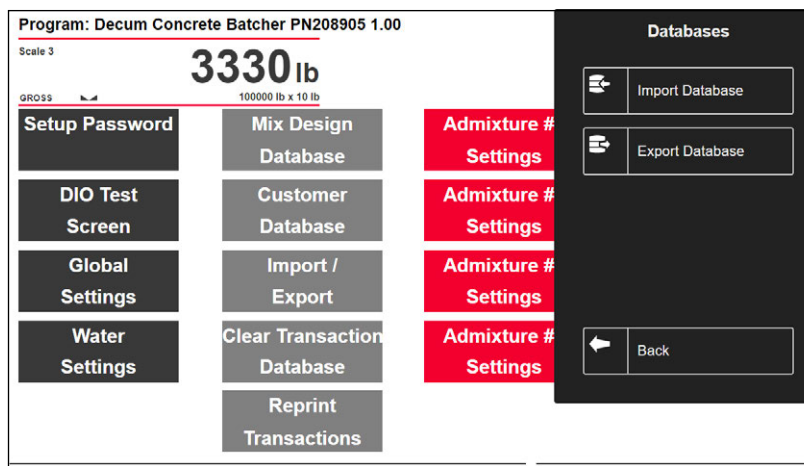 Program: Decum Concrete Batcher PN208905 1.00
Scale 3
3330 lb
GROSS
100000 lb x 10 lb
Setup Password
DIO Test
Screen
Global
Settings
Water
Settings
Mix Design
Database
Customer
Database
Import /
Export
Clear Transaction
Database
Reprint
Transactions
Admixture #
Settings
Admixture #
Settings
Admixture #
Settings
Admixture #
Settings
Databases
Import Database
Export Database
Back